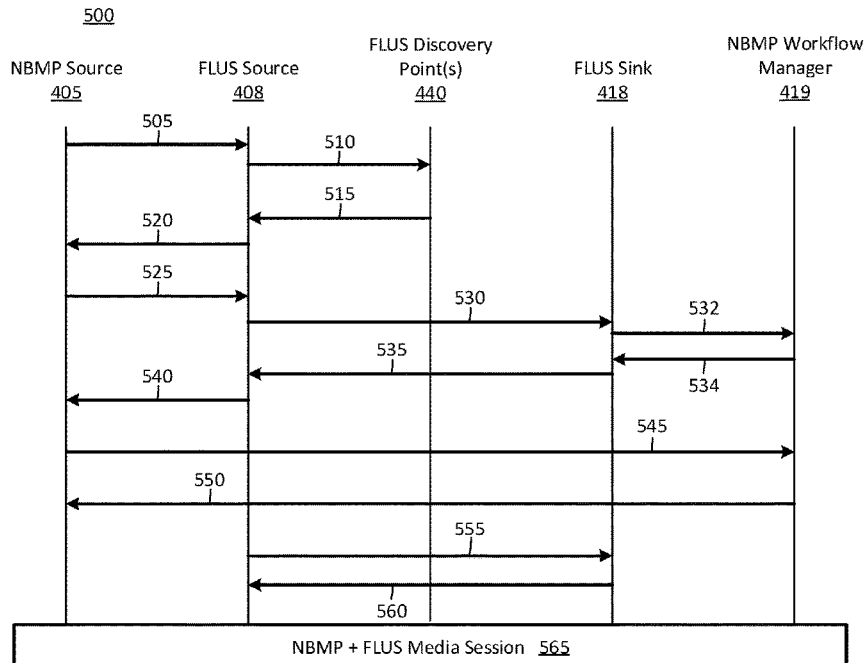 500
NBMP Source
405
FLUS Source
408
FLUS Discovery
Point(s)
440
FLUS Sink
418
NBMP Workflow
Manager
419
505
510
515
520
525
530
532
535
534
540
545
550
555
560
NBMP + FLUS Media Session 565